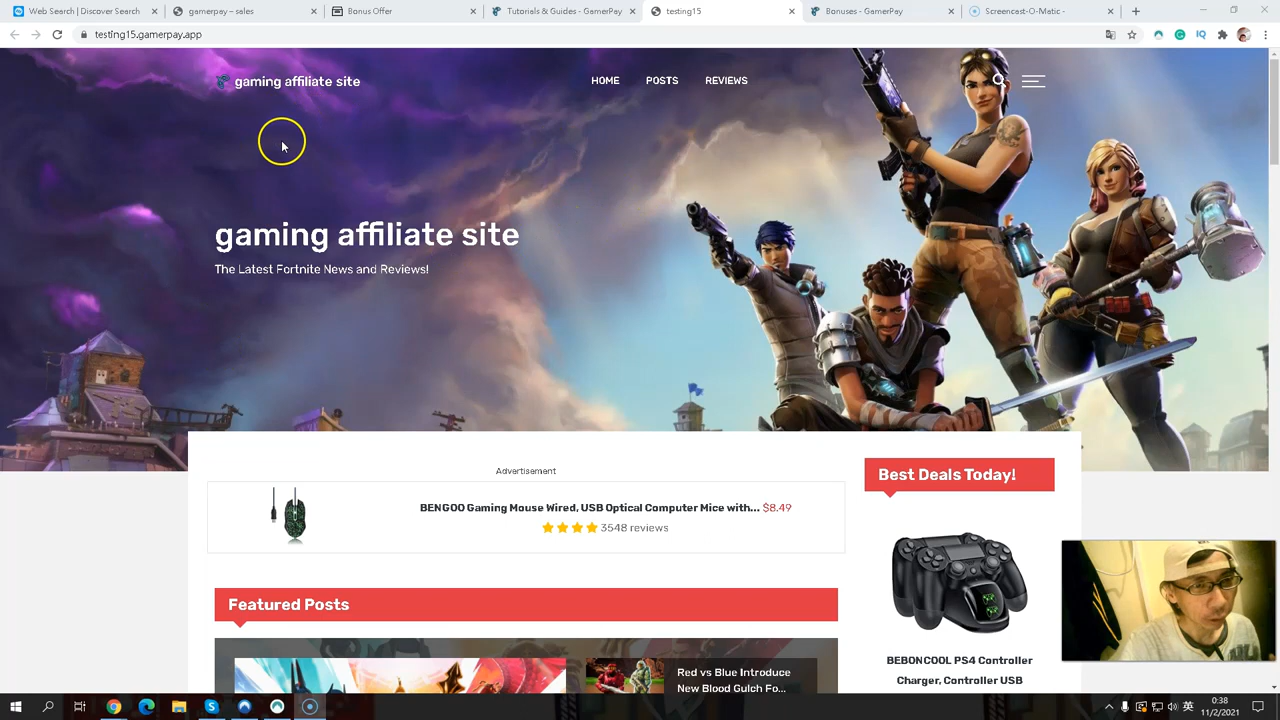 Web Search | Discover Search
gamerpay – sales
Bonus Offer
Tutorials & Guides - GamerPay
testing15
Bonuses - GamerPay
Screencast-O-Matic -
testing15.gamerpay.app
gaming affiliate site
HOME
POSTS
REVIEWS
gaming affiliate site
The Latest Fortnite News and Reviews!
Advertisement
BENGOO Gaming Mouse Wired, USB Optical Computer Mice with... $8.49
3548 reviews
Best Deals Today!
Featured Posts
BEBONCOOL PS4 Controller
Charger, Controller USB
Red vs Blue Introduce
New Blood Gulch Fo...
英
0:38
11/2/2021